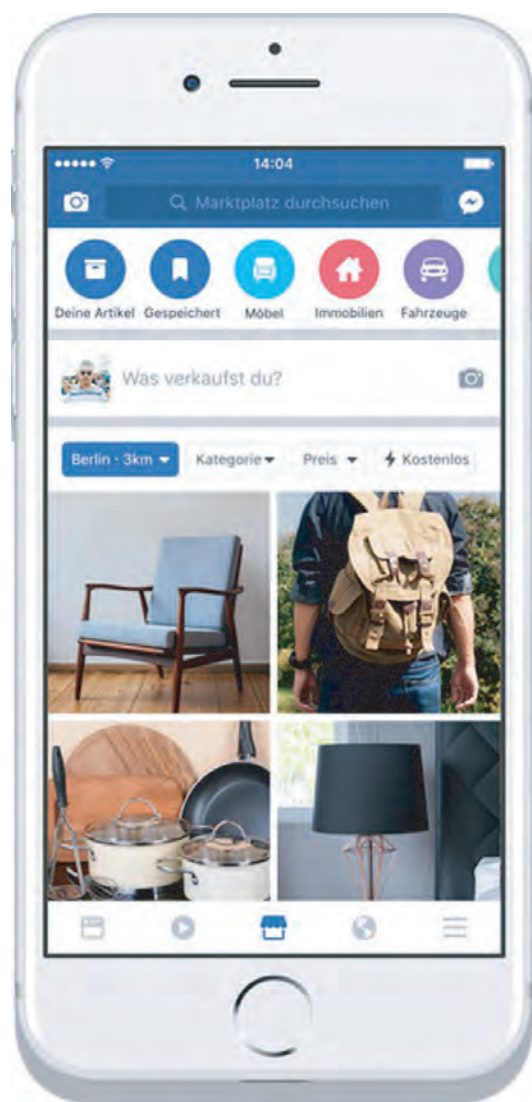 14:04
Marktplatz durchsuchen
Deine Artikel Gespeichert Möbel Immobilien Fahrzeuge
Was verkaufst du?
Berlin · 3km Kategorie Preis Kostenlos